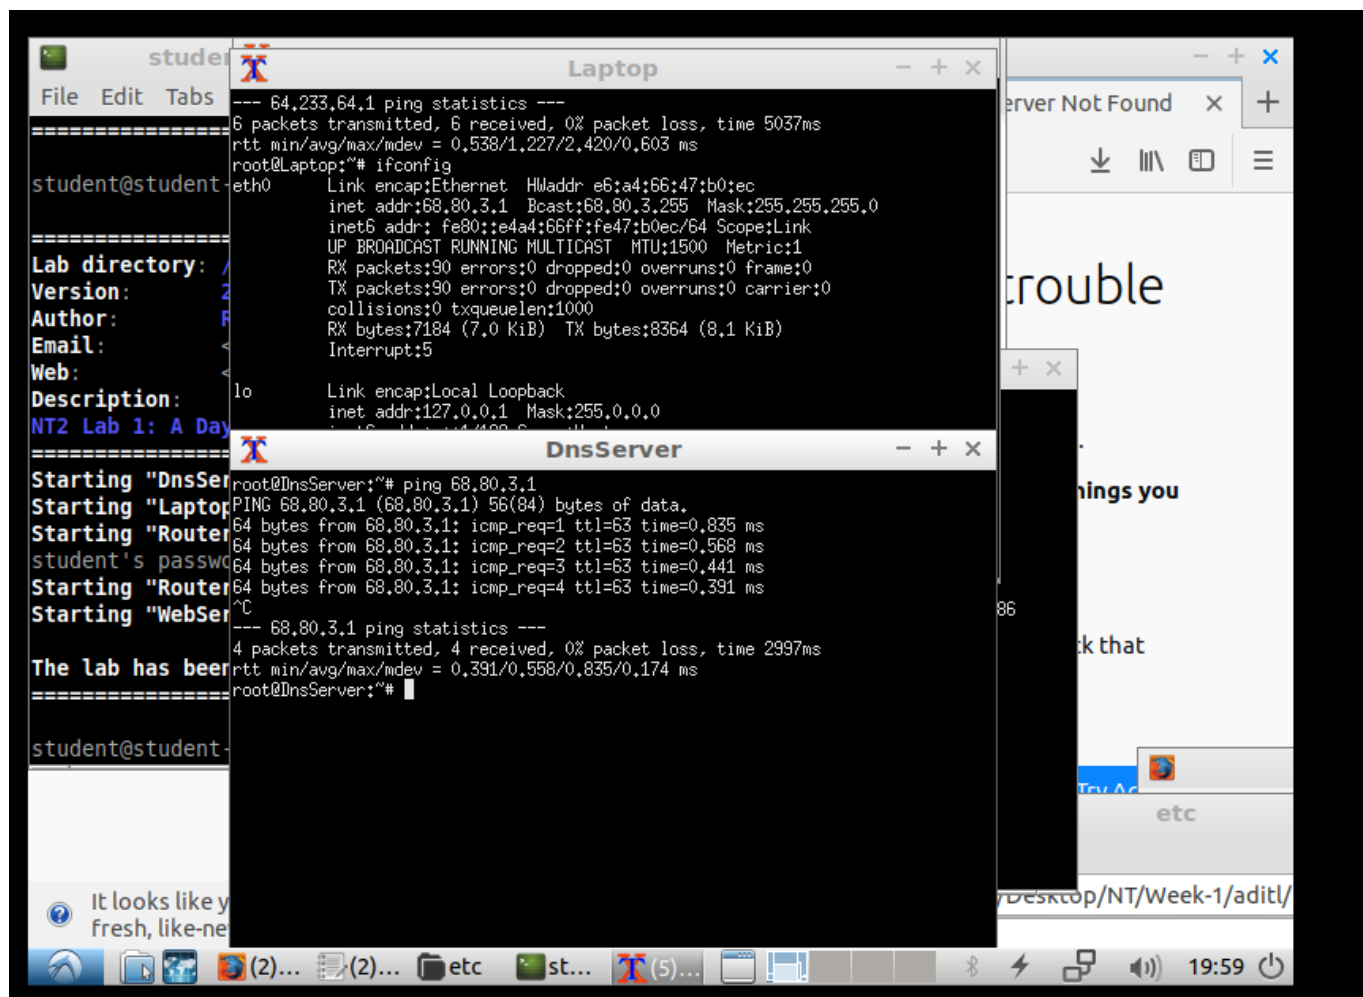 studen
File Edit Tabs
student@student-
Lab directory: /
Version: 2
Author: R
Email: <
Web: <
Description:
NT2 Lab 1: A Day
Starting "DnsSer
Starting "Laptop
Starting "Router
student's passwo
Starting "Router
Starting "WebSer
The lab has been
student@student-
Laptop
--- 64.233.64.1 ping statistics ---
6 packets transmitted, 6 received, 0% packet loss, time 5037ms
rtt min/avg/max/mdev = 0.538/1.227/2.420/0.603 ms
root@Laptop:~# ifconfig
eth0 Link encap:Ethernet HWaddr e6:a4:66:47:b0:ec
inet addr:68.80.3.1 Bcast:68.80.3.255 Mask:255.255.255.0
inet6 addr: fe80::e4a4:66ff:fe47:b0ec/64 Scope:Link
UP BROADCAST RUNNING MULTICAST MTU:1500 Metric:1
RX packets:90 errors:0 dropped:0 overruns:0 frame:0
TX packets:90 errors:0 dropped:0 overruns:0 carrier:0
collisions:0 txqueuelen:1000
RX bytes:7184 (7.0 KiB) TX bytes:8364 (8.1 KiB)
Interrupt:5
lo Link encap:Local Loopback
inet addr:127.0.0.1 Mask:255.0.0.0
DnsServer
root@DnsServer:~# ping 68.80.3.1
PING 68.80.3.1 (68.80.3.1) 56(84) bytes of data.
64 bytes from 68.80.3.1: icmp_req=1 ttl=63 time=0.835 ms
64 bytes from 68.80.3.1: icmp_req=2 ttl=63 time=0.568 ms
64 bytes from 68.80.3.1: icmp_req=3 ttl=63 time=0.441 ms
64 bytes from 68.80.3.1: icmp_req=4 ttl=63 time=0.391 ms
^C
--- 68.80.3.1 ping statistics ---
4 packets transmitted, 4 received, 0% packet loss, time 2997ms
rtt min/avg/max/mdev = 0.391/0.558/0.835/0.174 ms
root@DnsServer:~#
erver Not Found
trouble
hings you
86
ck that
etc
/Desktop/NT/Week-1/aditl/
It looks like y
fresh, like-ne
(2)... (2)... etc st... (5)... 19:59